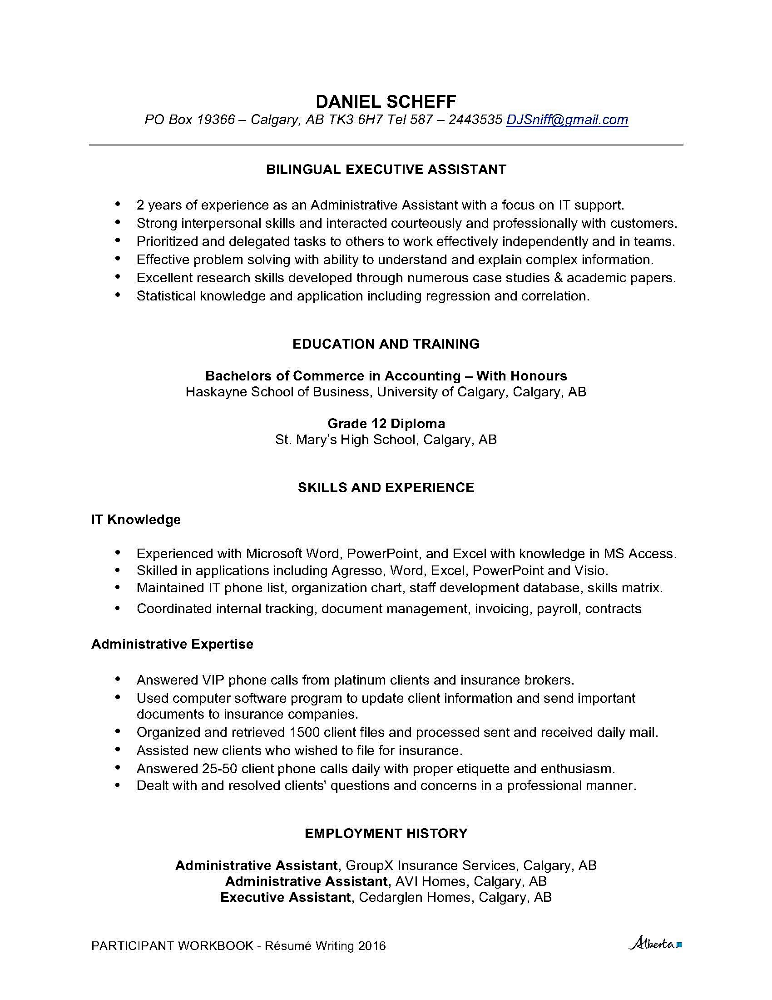 DANIEL SCHEFF
PO Box 19366 – Calgary, AB TK3 6H7 Tel 587 – 2443535 DJSniff@gmail.com
BILINGUAL EXECUTIVE ASSISTANT
• 2 years of experience as an Administrative Assistant with a focus on IT support.
• Strong interpersonal skills and interacted courteously and professionally with customers.
• Prioritized and delegated tasks to others to work effectively independently and in teams.
• Effective problem solving with ability to understand and explain complex information.
• Excellent research skills developed through numerous case studies & academic papers.
• Statistical knowledge and application including regression and correlation.
EDUCATION AND TRAINING
Bachelors of Commerce in Accounting – With Honours
Haskayne School of Business, University of Calgary, Calgary, AB
Grade 12 Diploma
St. Mary’s High School, Calgary, AB
SKILLS AND EXPERIENCE
IT Knowledge
• Experienced with Microsoft Word, PowerPoint, and Excel with knowledge in MS Access.
• Skilled in applications including Agresso, Word, Excel, PowerPoint and Visio.
• Maintained IT phone list, organization chart, staff development database, skills matrix.
• Coordinated internal tracking, document management, invoicing, payroll, contracts
Administrative Expertise
• Answered VIP phone calls from platinum clients and insurance brokers.
• Used computer software program to update client information and send important
documents to insurance companies.
• Organized and retrieved 1500 client files and processed sent and received daily mail.
• Assisted new clients who wished to file for insurance.
• Answered 25-50 client phone calls daily with proper etiquette and enthusiasm.
• Dealt with and resolved clients' questions and concerns in a professional manner.
EMPLOYMENT HISTORY
Administrative Assistant, GroupX Insurance Services, Calgary, AB
Administrative Assistant, AVI Homes, Calgary, AB
Executive Assistant, Cedarglen Homes, Calgary, AB
PARTICIPANT WORKBOOK - Résumé Writing 2016
Alberta